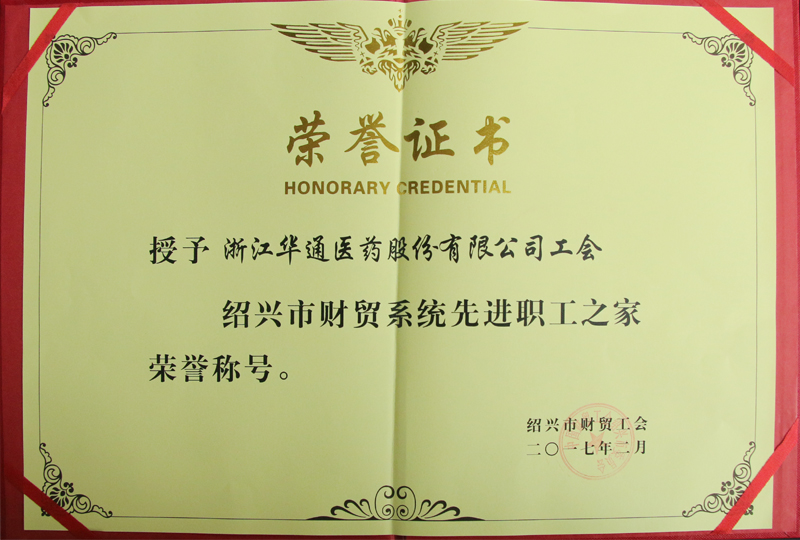 荣誉证书
HONORARY CREDENTIAL
授予 浙江华通医药股份有限公司工会
绍兴市财贸系统先进职工之家
荣誉称号。
绍兴市财贸工会
二〇一七年二月